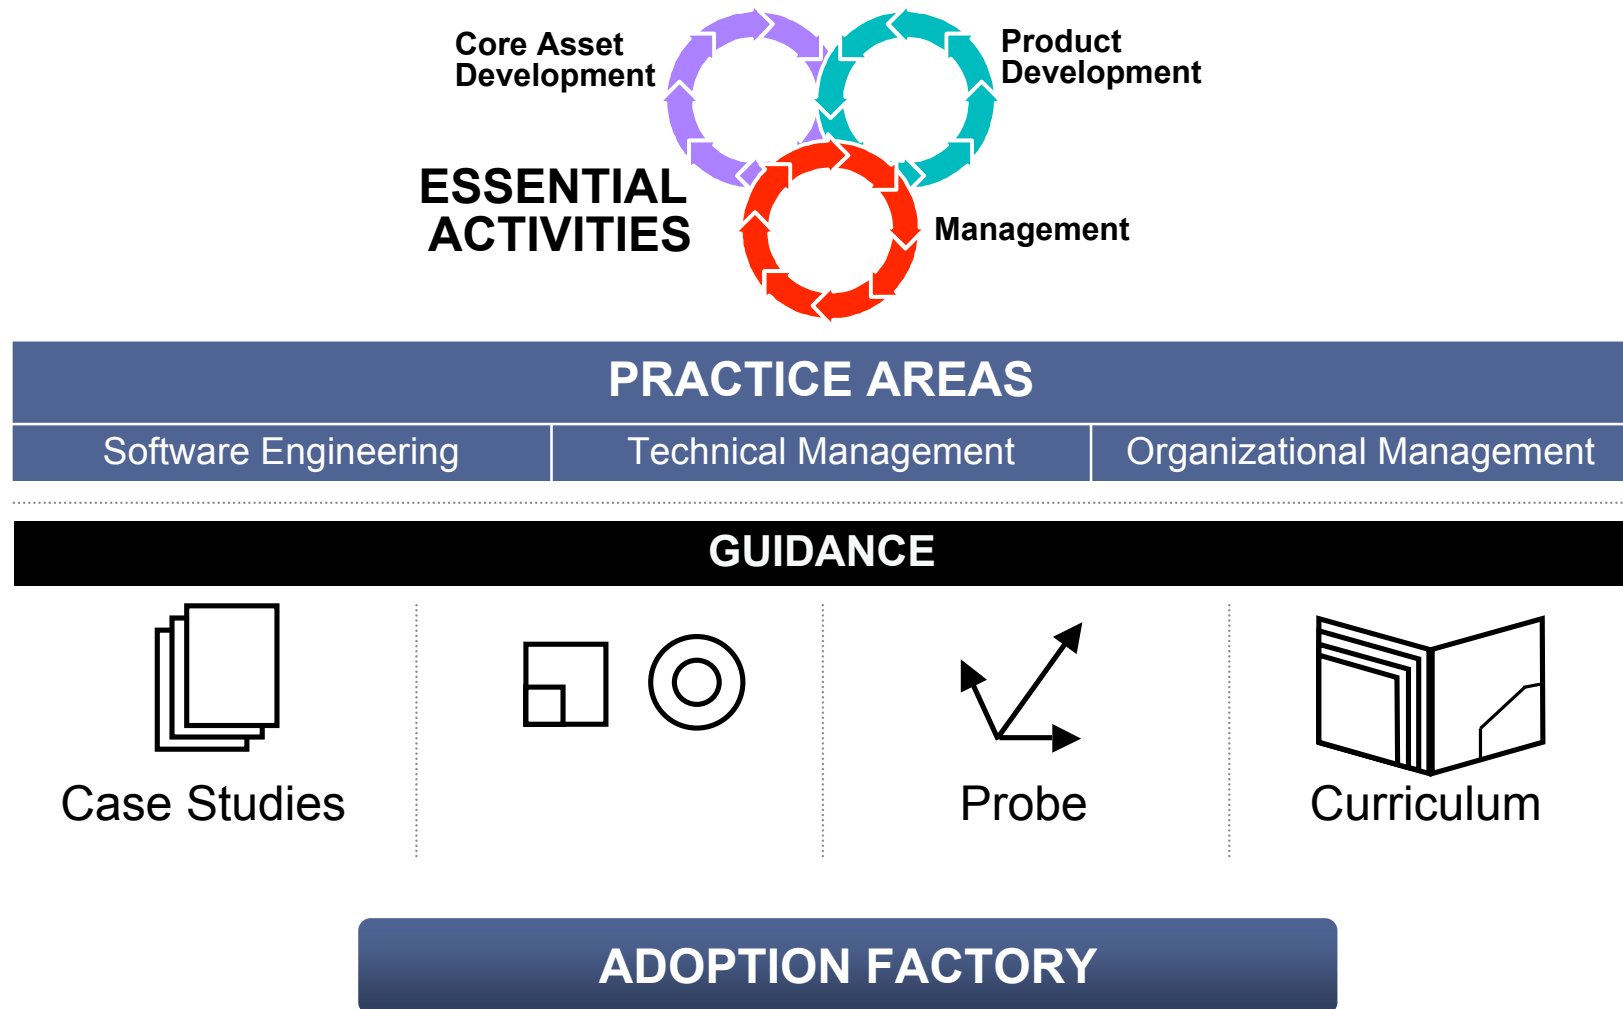 Core Asset
Development
Product
Development
ESSENTIAL
ACTIVITIES
Management
PRACTICE AREAS
Software Engineering
Technical Management
Organizational Management
GUIDANCE
Case Studies
Probe
Curriculum
ADOPTION FACTORY